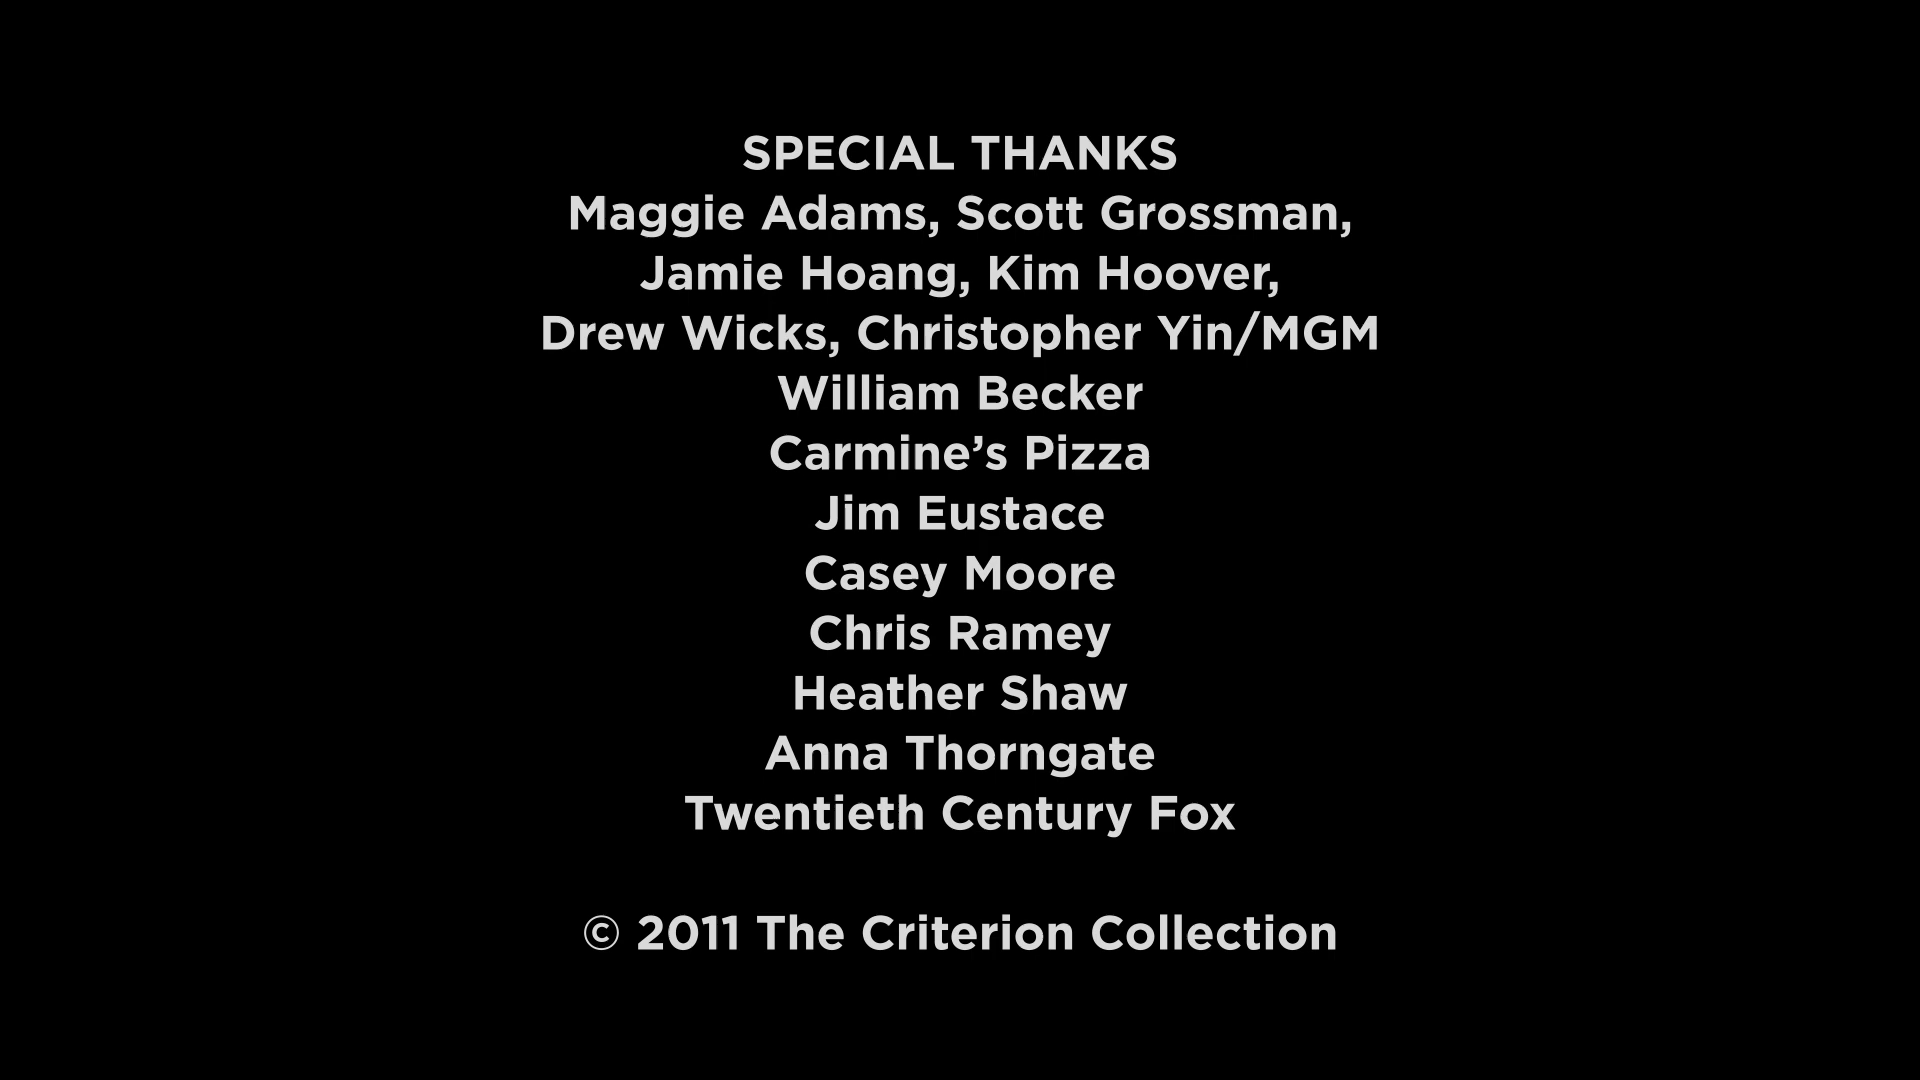 SPECIAL THANKS
Maggie Adams, Scott Grossman,
Jamie Hoang, Kim Hoover,
Drew Wicks, Christopher Yin/MGM
William Becker
Carmine’s Pizza
Jim Eustace
Casey Moore
Chris Ramey
Heather Shaw
Anna Thorngate
Twentieth Century Fox
© 2011 The Criterion Collection